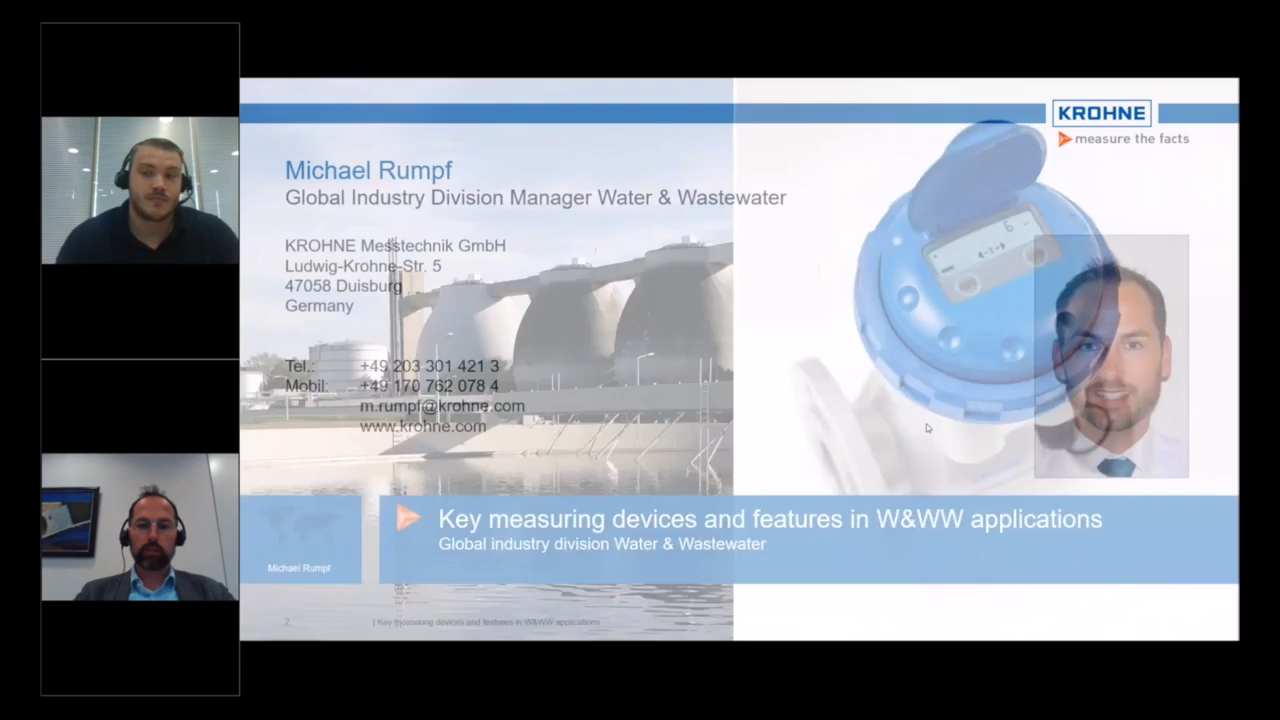 KROHNE
measure the facts
Michael Rumpf
Global Industry Division Manager Water & Wastewater
KROHNE Messtechnik GmbH
Ludwig-Krohne-Str. 5
47058 Duisburg
Germany
Tel.: +49 203 301 421 3
Mobil: +49 170 762 078 4
m.rumpf@krohne.com
www.krohne.com
Key measuring devices and features in W&WW applications
Global industry division Water & Wastewater
Michael Rumpf
2 | Key measuring devices and features in W&WW applications